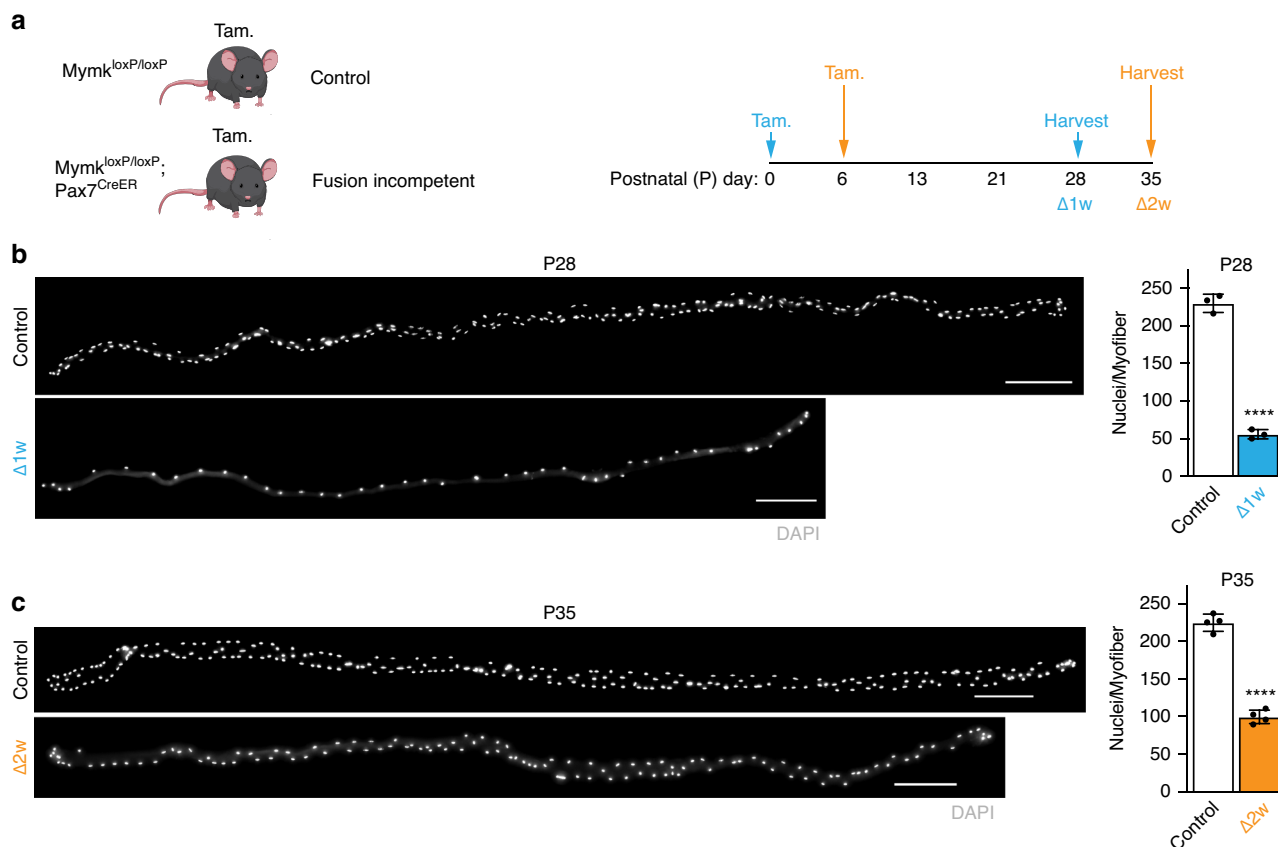 a
Tam.
Mymk^loxP/loxP
Control
Tam.
Mymk^loxP/loxP;
Pax7^CreER
Fusion incompetent
Tam. Harvest
Tam. Harvest
Postnatal (P) day: 0 6 13 21 28 35
Δ1w Δ2w
b
P28
Control
Δ1w
DAPI
P28
Nuclei/Myofiber
250
200
150
100
50
0
****
Control
Δ1w
c
P35
Control
Δ2w
DAPI
P35
Nuclei/Myofiber
250
200
150
100
50
0
****
Control
Δ2w